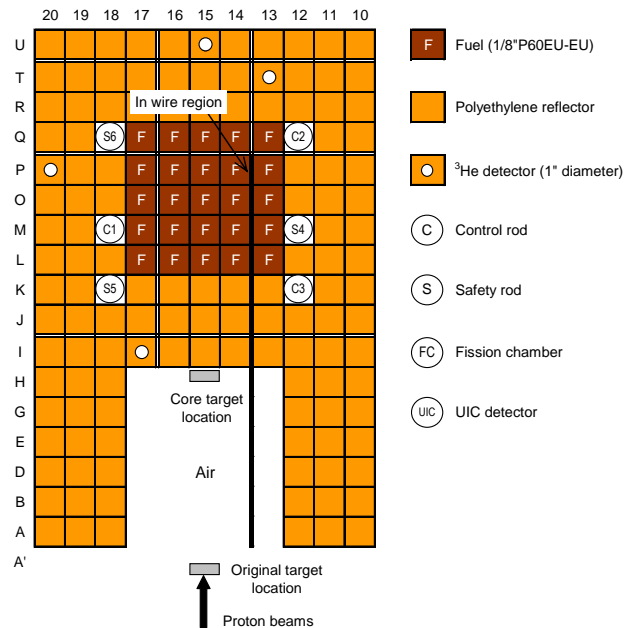 20 19 18 17 16 15 14 13 12 11 10
U
T
R
In wire region
Q S6 F F F F F C2
P F F F F F
O F F F F F
M C1 F F F F F S4
L F F F F F
K S5 C3
J
I
H
Core target
location
G
E
D Air
B
A
A'
Original target
location
Proton beams
F Fuel (1/8"P60EU-EU)
Polyethylene reflector
³He detector (1" diameter)
C Control rod
S Safety rod
FC Fission chamber
UIC UIC detector